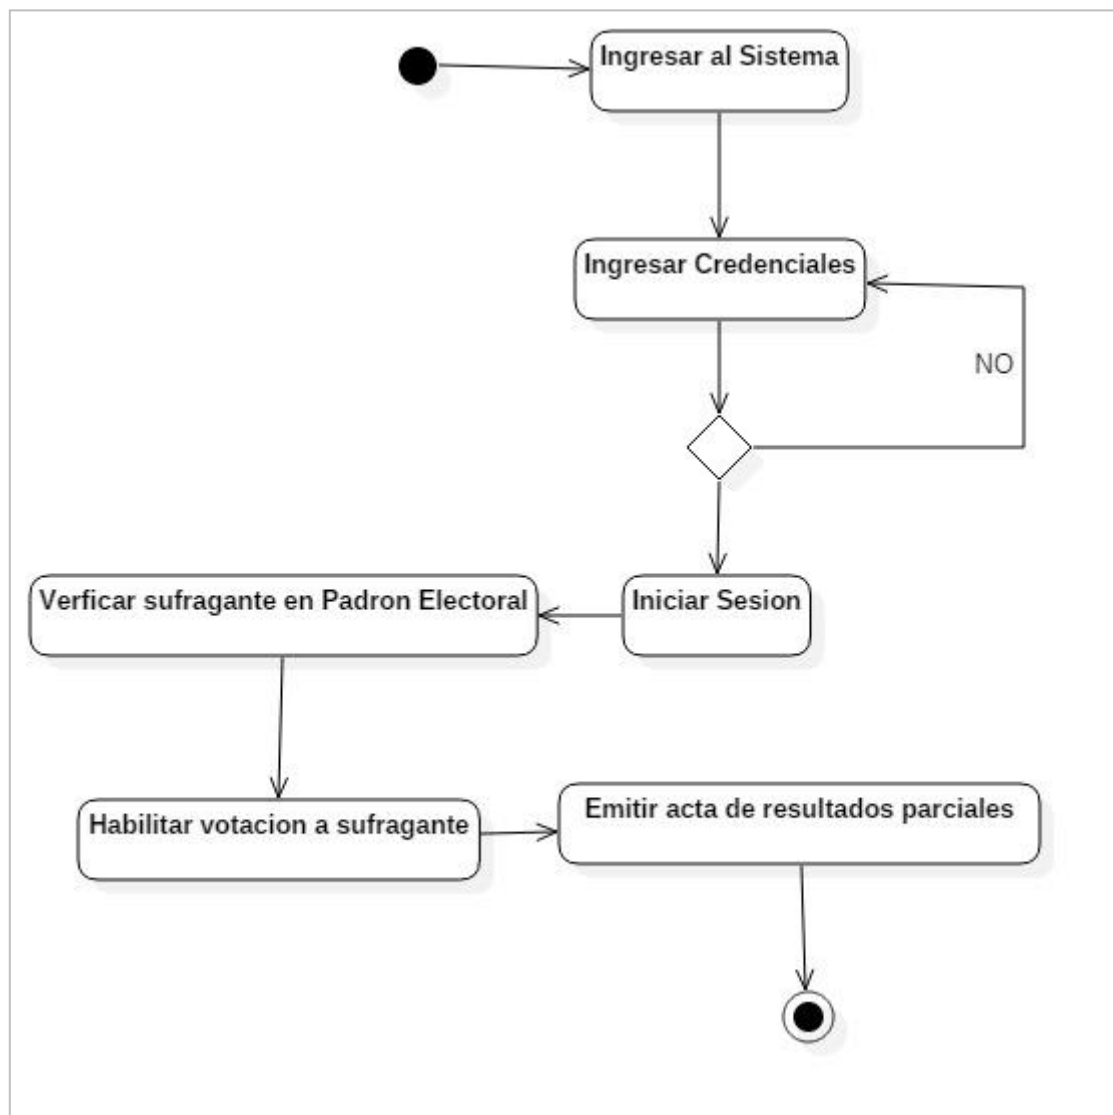 Ingresar al Sistema
Ingresar Credenciales
NO
Verficar sufragante en Padron Electoral
Iniciar Sesion
Habilitar votacion a sufragante
Emitir acta de resultados parciales